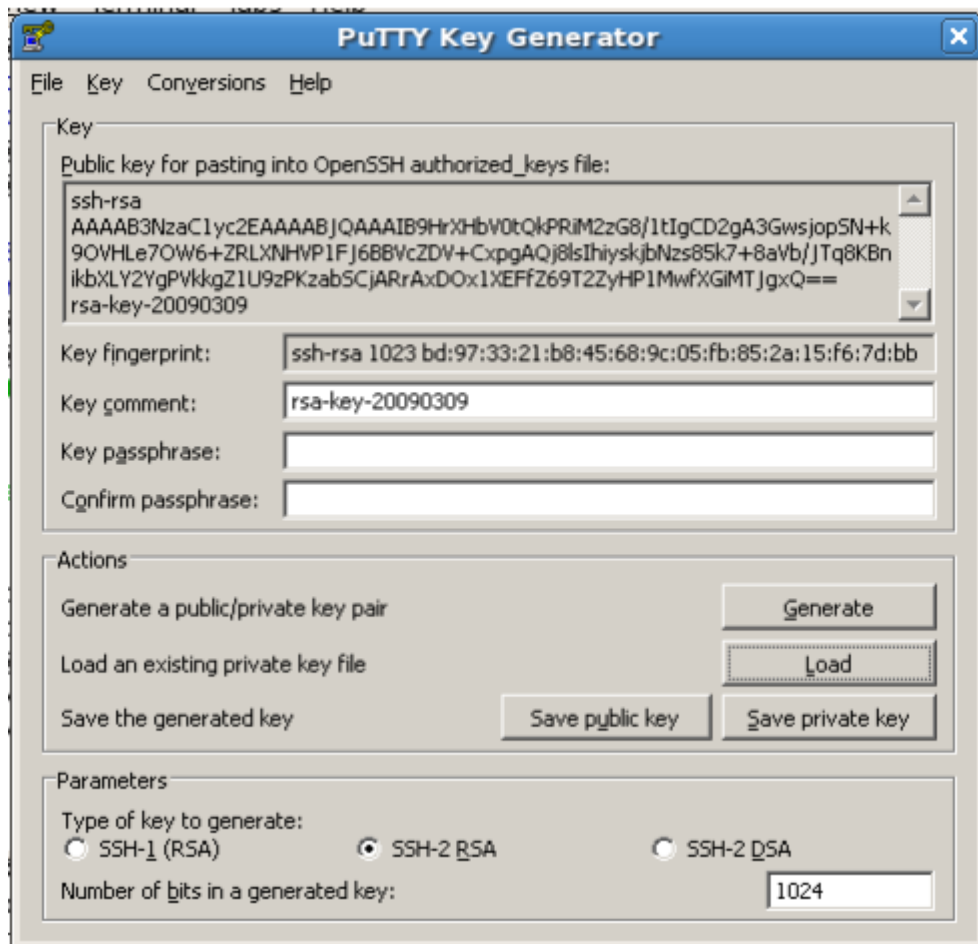 PuTTY Key Generator
File Key Conversions Help
Key
Public key for pasting into OpenSSH authorized_keys file:
ssh-rsa
AAAAB3NzaC1yc2EAAAABJQAAAIB9HrXHbV0tQkPRiM2zG8/1tIgCD2gA3GwsjopSN+k
9OVHLe7OW6+ZRLXNHVP1FJ6BBVcZDV+CxpgAQj8lsIhiyskjbNzs85k7+8aVb/JTq8KBn
ikbXLY2YgPVkkgZ1U9zPKzabSCjARrAxDOx1XEFfZ69T2ZyHP1MwfXGiMTJgxQ==
rsa-key-20090309
Key fingerprint: ssh-rsa 1023 bd:97:33:21:b8:45:68:9c:05:fb:85:2a:15:f6:7d:bb
Key comment: rsa-key-20090309
Key passphrase:
Confirm passphrase:
Actions
Generate a public/private key pair Generate
Load an existing private key file Load
Save the generated key Save public key Save private key
Parameters
Type of key to generate:
SSH-1 (RSA) SSH-2 RSA SSH-2 DSA
Number of bits in a generated key: 1024